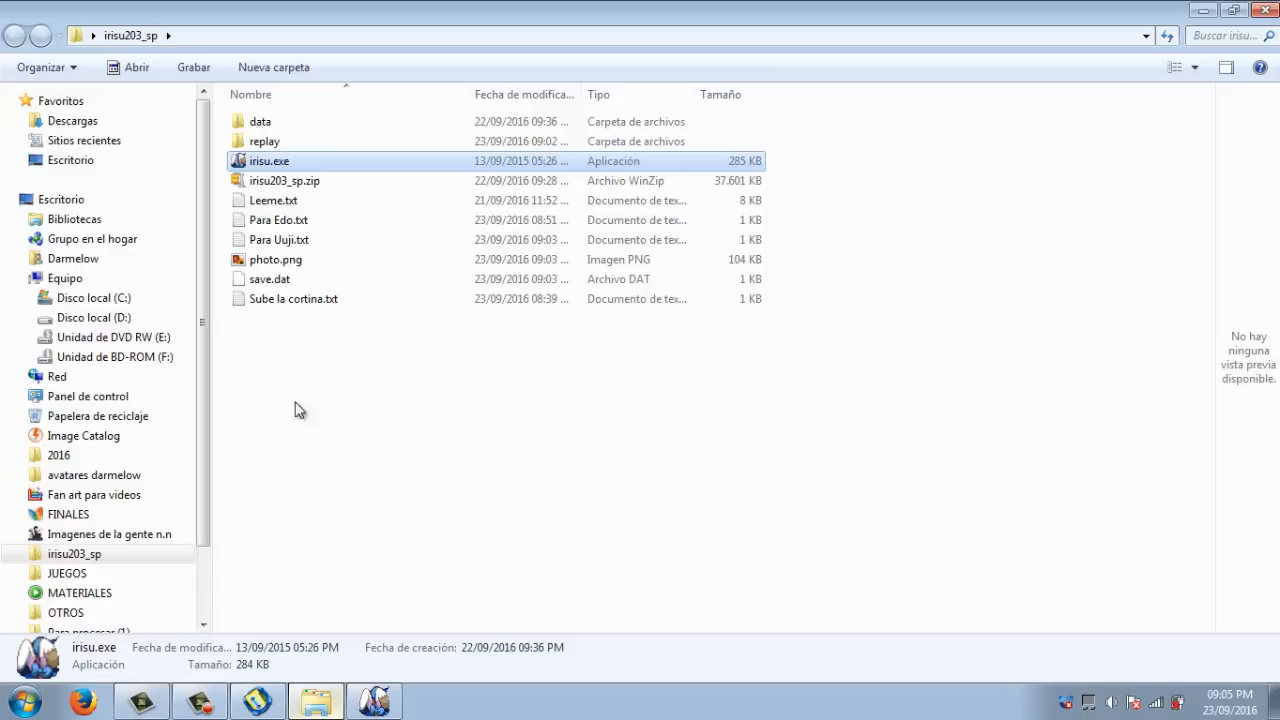 irisu203_sp
Buscar irisu...
Organizar
Abrir
Grabar
Nueva carpeta
Nombre
Fecha de modifica...
Tipo
Tamaño
data 22/09/2016 09:36 ... Carpeta de archivos
replay 23/09/2016 09:02 ... Carpeta de archivos
irisu.exe 13/09/2015 05:26 ... Aplicación 285 KB
irisu203_sp.zip 22/09/2016 09:28 ... Archivo WinZip 37.601 KB
Leeme.txt 21/09/2016 11:52 ... Documento de tex... 8 KB
Para Edo.txt 23/09/2016 08:51 ... Documento de tex... 1 KB
Para Uuji.txt 23/09/2016 09:03 ... Documento de tex... 1 KB
photo.png 23/09/2016 09:03 ... Imagen PNG 104 KB
save.dat 23/09/2016 09:03 ... Archivo DAT 1 KB
Sube la cortina.txt 23/09/2016 08:39 ... Documento de tex... 1 KB
Favoritos
Descargas
Sitios recientes
Escritorio
Escritorio
Bibliotecas
Grupo en el hogar
Darmelow
Equipo
Disco local (C:)
Disco local (D:)
Unidad de DVD RW (E:)
Unidad de BD-ROM (F:)
Red
Panel de control
Papelera de reciclaje
Image Catalog
2016
avatares darmelow
Fan art para videos
FINALES
Imagenes de la gente n.n
irisu203_sp
JUEGOS
MATERIALES
OTROS
Para procesar (1)
No hay
ninguna
vista previa
disponible.
irisu.exe Fecha de modifica... 13/09/2015 05:26 PM Fecha de creación: 22/09/2016 09:36 PM
Aplicación Tamaño: 284 KB
09:05 PM
23/09/2016